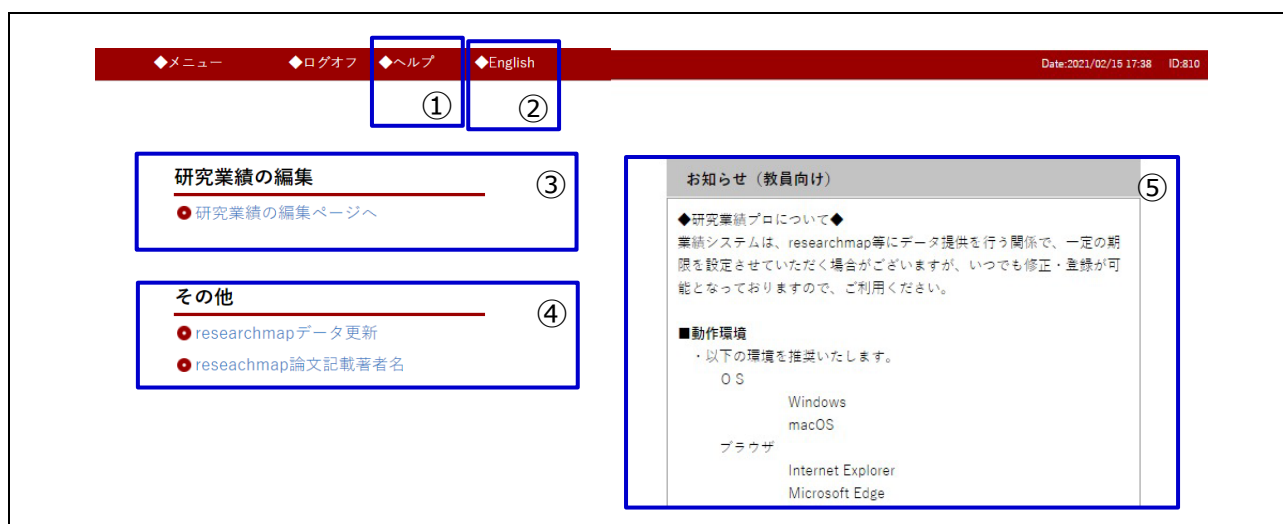 ◆メニュー ◆ログオフ ◆ヘルプ ◆English Date:2021/02/15 17:38 ID:810
① ②
研究業績の編集
③
研究業績の編集ページへ
その他
④
researchmapデータ更新
reseachmap論文記載著者名
お知らせ（教員向け）
⑤
◆研究業績プロについて◆
業績システムは、researchmap等にデータ提供を行う関係で、一定の期
限を設定させていただく場合がございますが、いつでも修正・登録が可
能となっておりますので、ご利用ください。
■動作環境
・以下の環境を推奨いたします。
ＯＳ
Windows
macOS
ブラウザ
Internet Explorer
Microsoft Edge